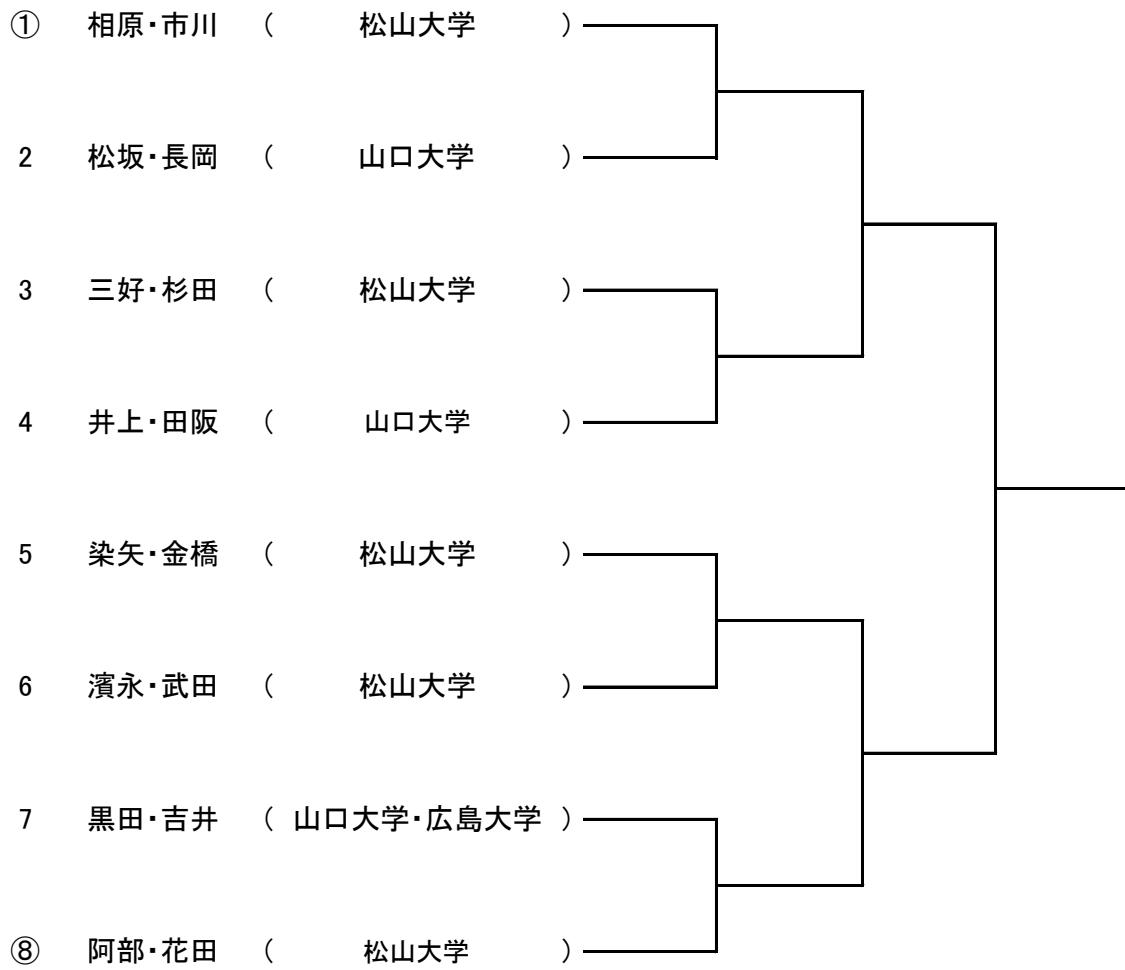 ① 相原・市川 ( 松山大学 )
2 松坂・長岡 ( 山口大学 )
3 三好・杉田 ( 松山大学 )
4 井上・田阪 ( 山口大学 )
5 染矢・金橋 ( 松山大学 )
6 濱永・武田 ( 松山大学 )
7 黒田・吉井 ( 山口大学・広島大学 )
⑧ 阿部・花田 ( 松山大学 )